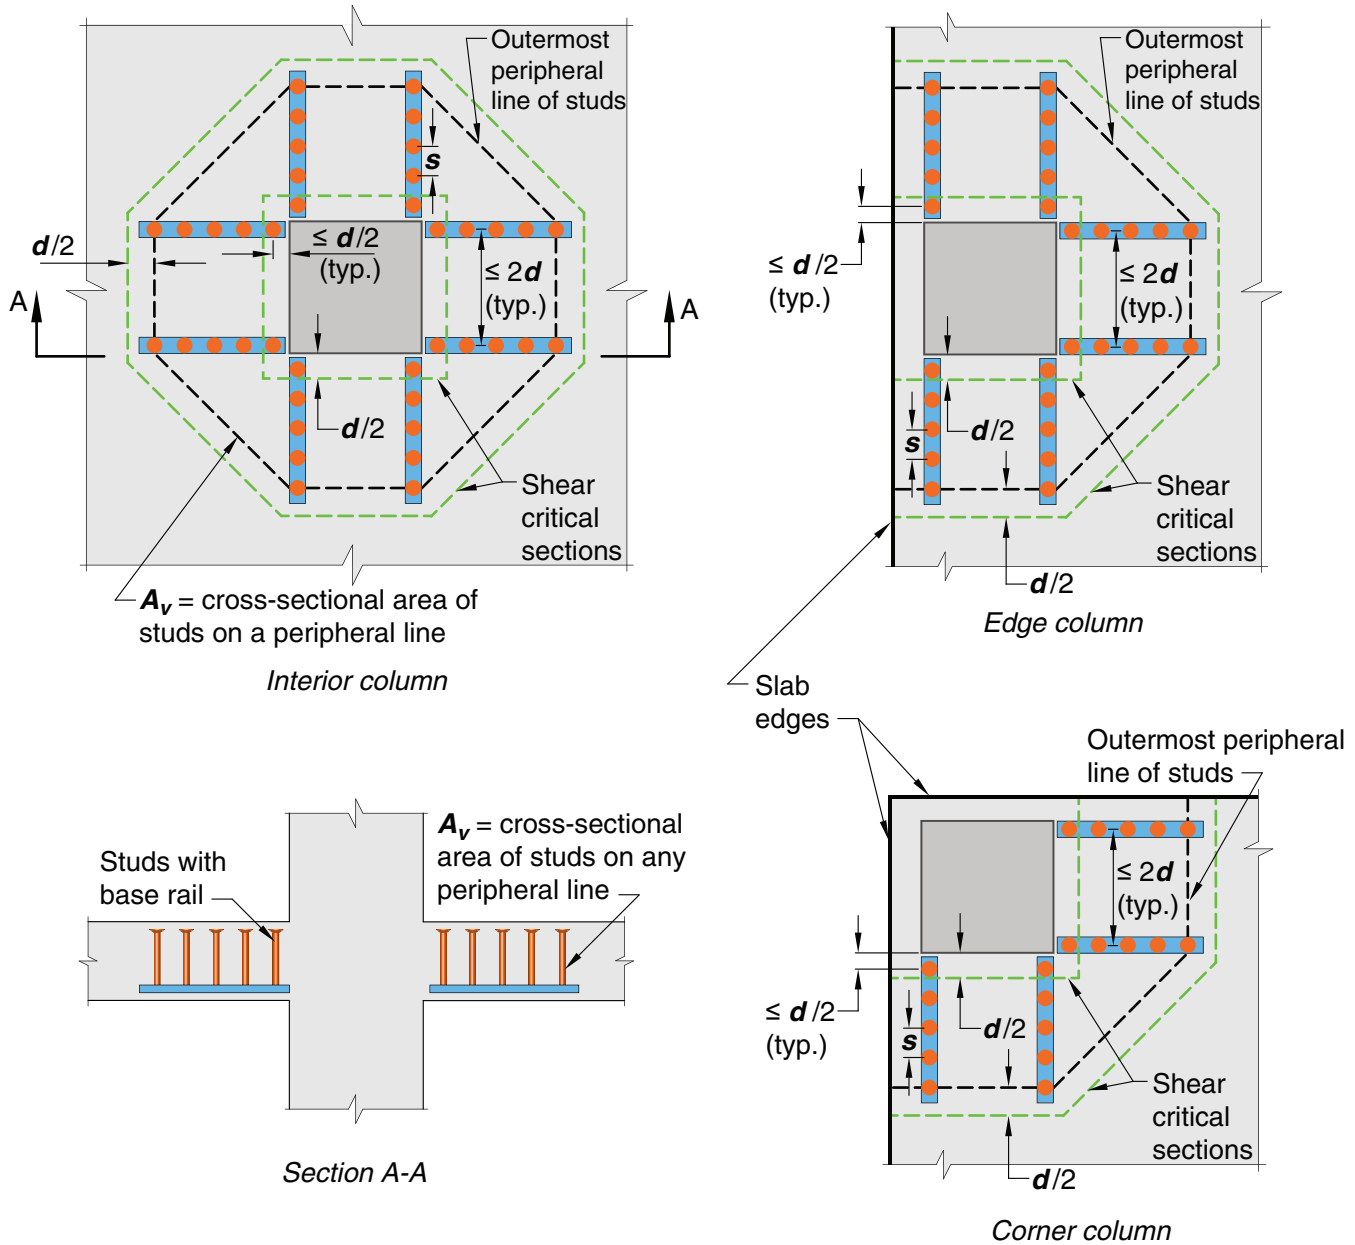 Outermost
peripheral
line of studs
s
d/2
≤ d/2
(typ.)
≤ 2d
(typ.)
A
A
d/2
Shear
critical
sections
Av = cross-sectional area of
studs on a peripheral line
Interior column
Outermost
peripheral
line of studs
≤ d/2
(typ.)
≤ 2d
(typ.)
s
d/2
Shear
critical
sections
d/2
Edge column
Slab
edges
Studs with
base rail
Av = cross-sectional
area of studs on any
peripheral line
Section A-A
Outermost peripheral
line of studs
≤ 2d
(typ.)
≤ d/2
(typ.)
s
d/2
Shear
critical
sections
d/2
Corner column